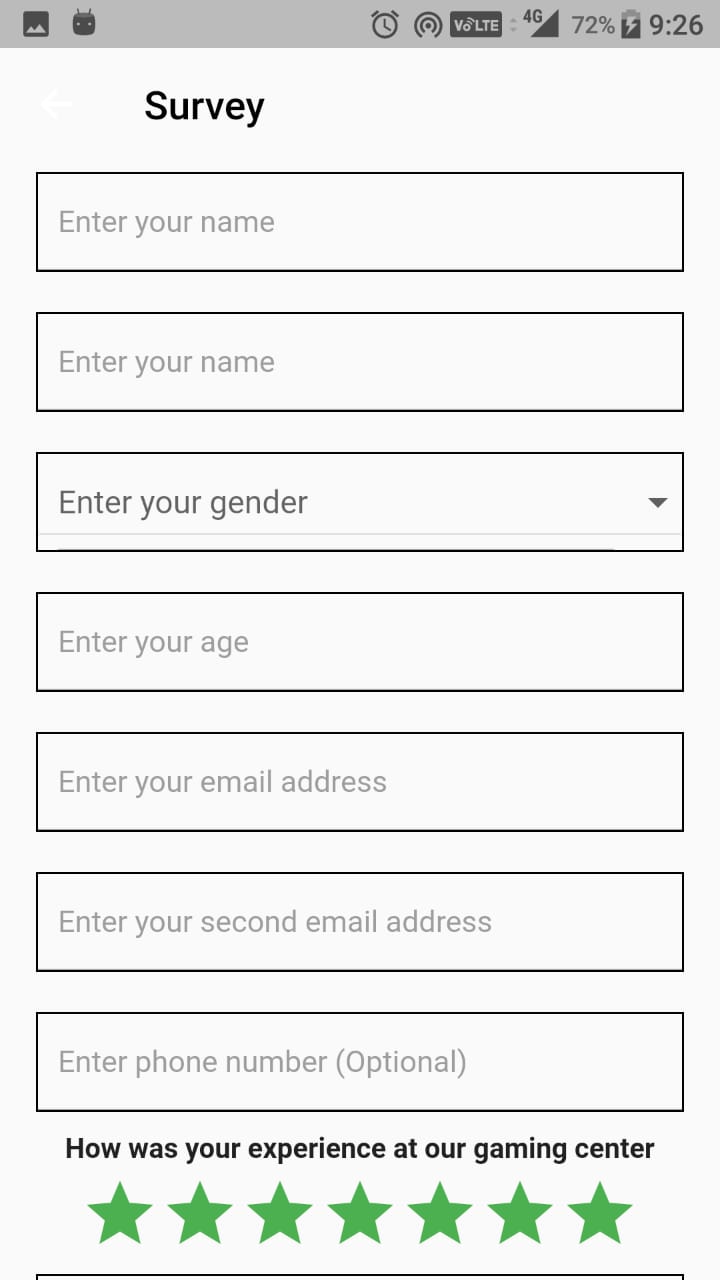 VoLTE 4G 72% 9:26
Survey
Enter your name
Enter your name
Enter your gender
Enter your age
Enter your email address
Enter your second email address
Enter phone number (Optional)
How was your experience at our gaming center